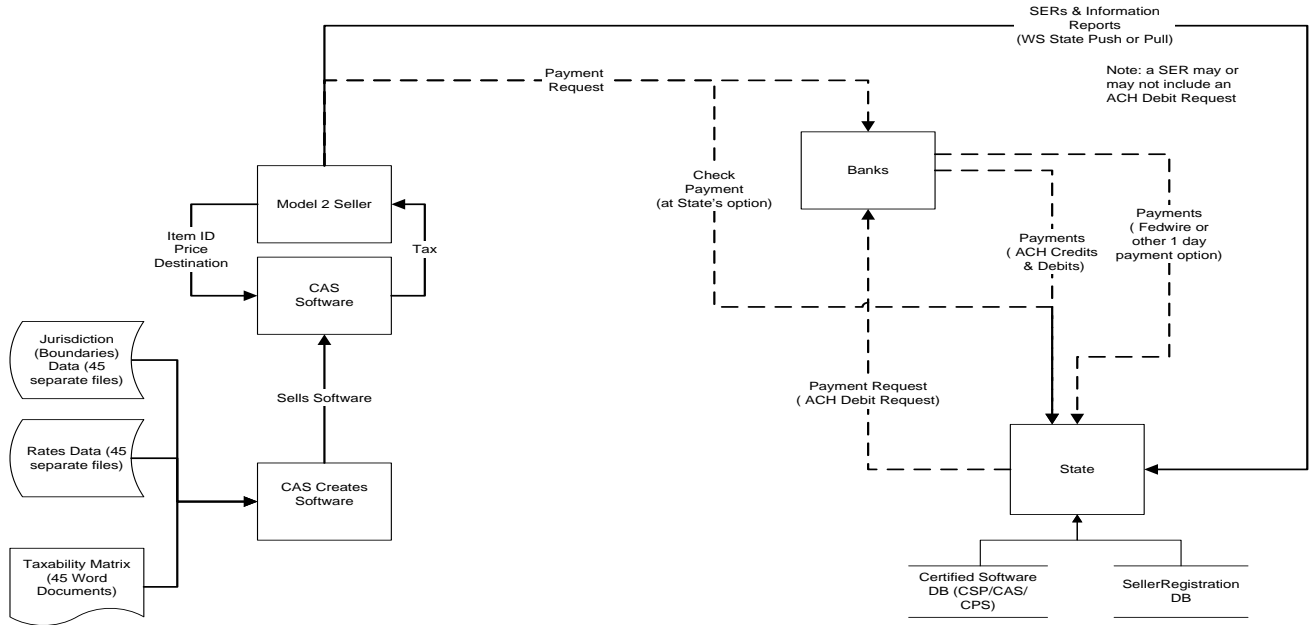 SERs & Information
Reports
(WS State Push or Pull)
Note: a SER may or
may not include an
ACH Debit Request
Payment
Request
Banks
Model 2 Seller
Check
Payment
(at State's option)
Item ID
Price
Destination
Tax
Payments
( ACH Credits
& Debits)
Payments
( Fedwire or
other 1 day
payment option)
CAS
Software
Jurisdiction
(Boundaries)
Data (45
separate files)
Sells Software
Payment Request
( ACH Debit Request)
Rates Data (45
separate files)
CAS Creates
Software
State
Taxability Matrix
(45 Word
Documents)
Certified Software
DB (CSP/CAS/
CPS)
SellerRegistration
DB